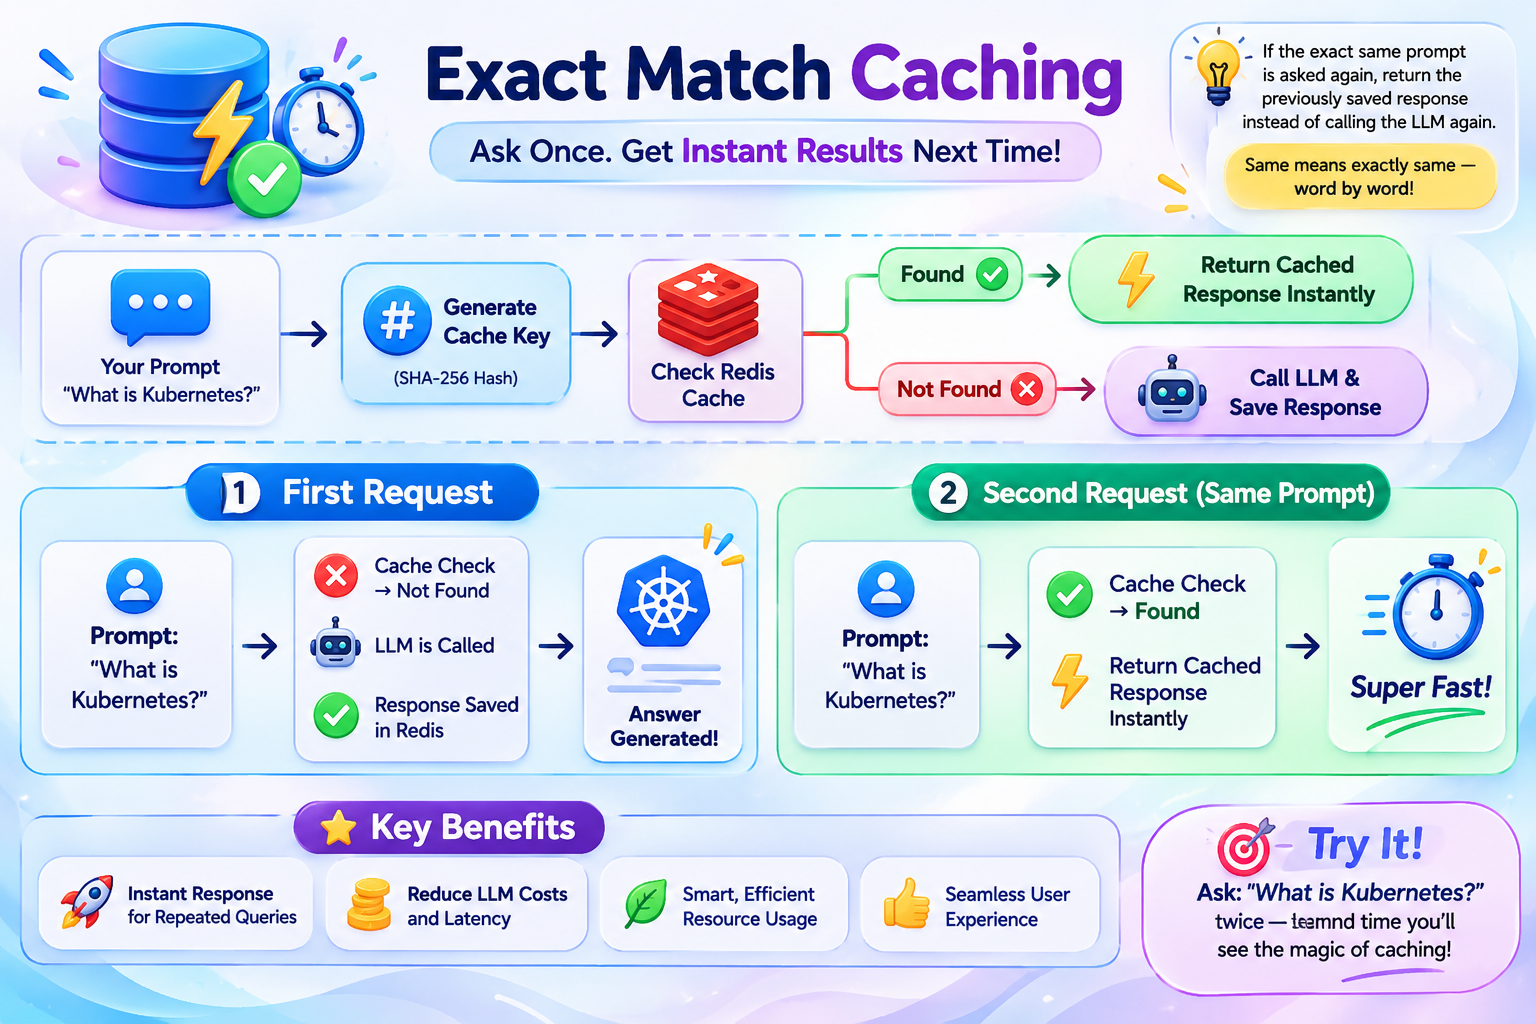 Exact Match Caching
Ask Once. Get Instant Results Next Time!
If the exact same prompt
is asked again, return the
previously saved response
instead of calling the LLM again.
Same means exactly same —
word by word!
Your Prompt
“What is Kubernetes?”
#
Generate
Cache Key
(SHA-256 Hash)
Check Redis
Cache
Found
Return Cached
Response Instantly
Not Found
Call LLM &
Save Response
1 First Request
Prompt:
“What is
Kubernetes?”
Cache Check
→ Not Found
LLM is Called
Response Saved
in Redis
Answer
Generated!
2 Second Request (Same Prompt)
Prompt:
“What is
Kubernetes?”
Cache Check
→ Found
Return Cached
Response
Instantly
Super Fast!
Key Benefits
Instant Response
for Repeated Queries
Reduce LLM Costs
and Latency
Smart, Efficient
Resource Usage
Seamless User
Experience
Try It!
Ask: “What is Kubernetes?”
twice — time you’ll
see the magic of caching!